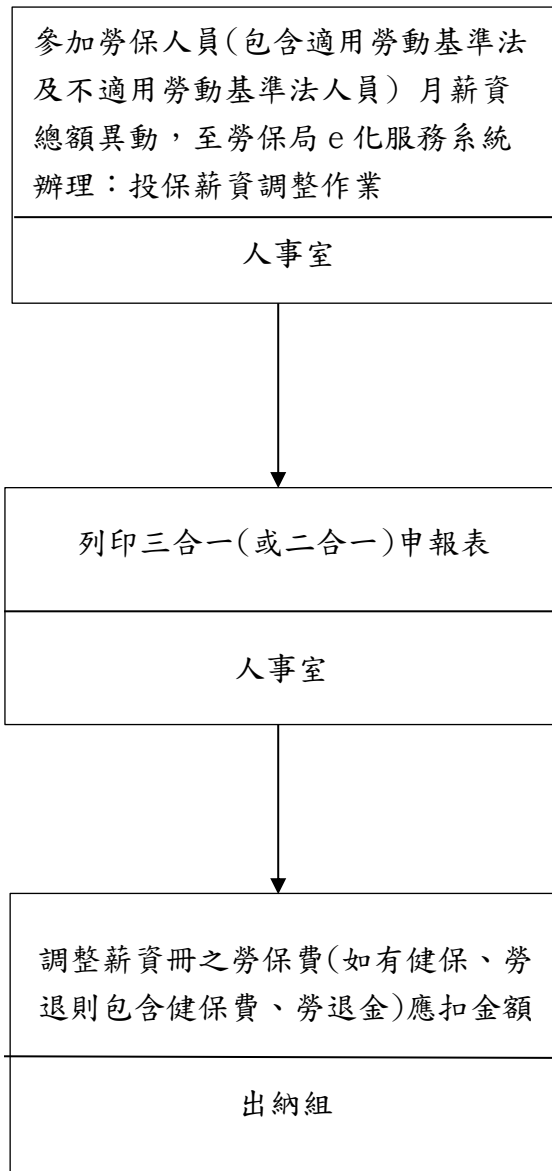 參加勞保人員(包含適用勞動基準法
及不適用勞動基準法人員) 月薪資
總額異動，至勞保局 e 化服務系統
辦理：投保薪資調整作業
人事室
列印三合一(或二合一)申報表
人事室
調整薪資冊之勞保費(如有健保、勞
退則包含健保費、勞退金)應扣金額
出納組